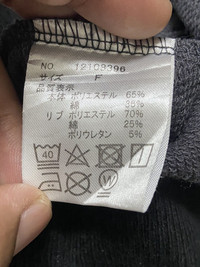 NO. 12109396
サイズ F
品質表示
本体 ポリエステル 65%
綿 35%
リブ ポリエステル 70%
綿 25%
ポリウレタン 5%
40
W